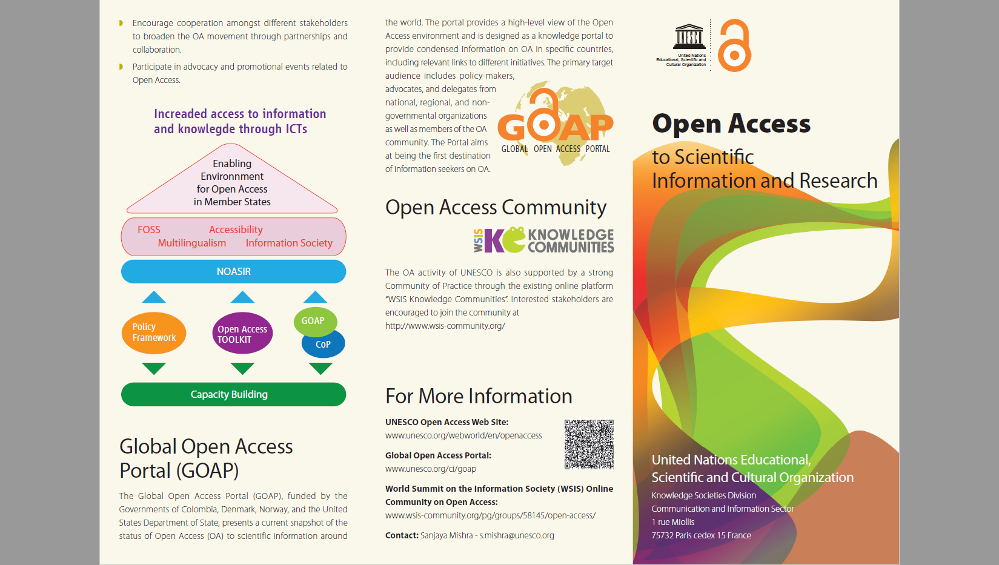 Encourage cooperation amongst different stakeholders
to broaden the OA movement through partnerships and
collaboration.
Participate in advocacy and promotional events related to
Open Access.
Increaded access to information
and knowlegde through ICTs
Enabling
Environnment
for Open Access
in Member States
FOSS Accessibility
Multilingualism Information Society
NOASIR
Policy
Framework
Open Access
TOOLKIT
GOAP
CoP
Capacity Building
Global Open Access
Portal (GOAP)
The Global Open Access Portal (GOAP), funded by the
Governments of Colombia, Denmark, Norway, and the United
States Department of State, presents a current snapshot of the
status of Open Access (OA) to scientific information around
the world. The portal provides a high-level view of the Open
Access environment and is designed as a knowledge portal to
provide condensed information on OA in specific countries,
including relevant links to different initiatives. The primary target
audience includes policy-makers,
advocates, and delegates from
national, regional, and non-
governmental organizations
as well as members of the OA
community. The Portal aims
at being the first destination
of information seekers on OA.
GOAP
GLOBAL OPEN ACCESS PORTAL
Open Access Community
WSIS KC KNOWLEDGE
COMMUNITIES
The OA activity of UNESCO is also supported by a strong
Community of Practice through the existing online platform
“WSIS Knowledge Communities”. Interested stakeholders are
encouraged to join the community at
http://www.wsis-community.org/
For More Information
UNESCO Open Access Web Site:
www.unesco.org/webworld/en/openaccess
Global Open Access Portal:
www.unesco.org/ci/goap
World Summit on the Information Society (WSIS) Online
Community on Open Access:
www.wsis-community.org/pg/groups/58145/open-access/
Contact: Sanjaya Mishra - s.mishra@unesco.org
UNESCO
United Nations
Educational, Scientific and
Cultural Organization
Open Access
to Scientific
Information and Research
United Nations Educational,
Scientific and Cultural Organization
Knowledge Societies Division
Communication and Information Sector
1 rue Miollis
75732 Paris cedex 15 France